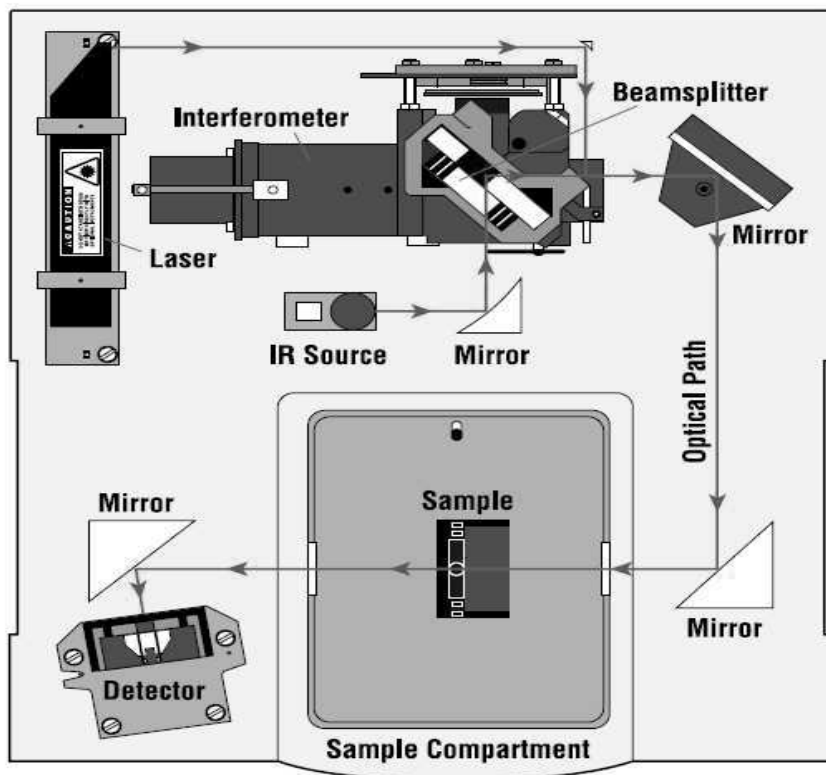 Beamsplitter
Interferometer
CAUTION
Laser
Mirror
IR Source
Mirror
Optical Path
Mirror
Sample
Mirror
Detector
Sample Compartment